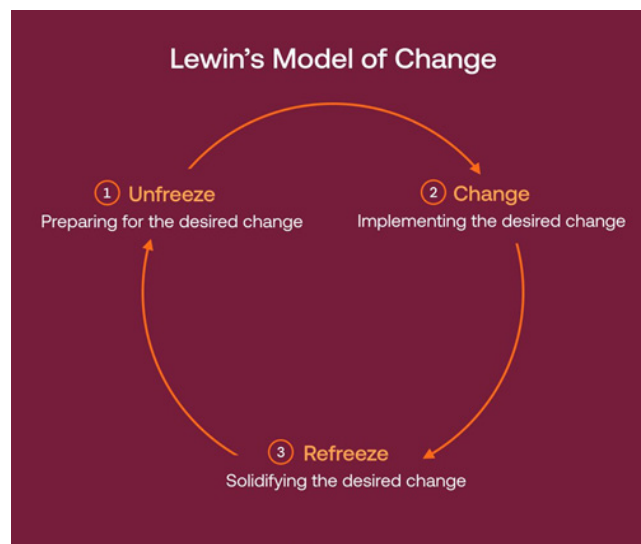 Lewin’s Model of Change
1 Unfreeze
Preparing for the desired change
2 Change
Implementing the desired change
3 Refreeze
Solidifying the desired change